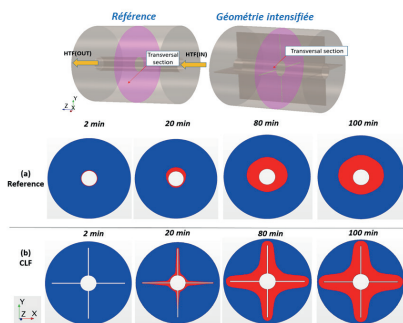 Référence
Géométrie intensifiée
HTF(OUT)
Transversal
section
HTF(IN)
Transversal
section
Y
Z X
2 min
20 min
80 min
100 min
(a)
Reference
2 min
20 min
80 min
100 min
(b)
CLF
Y
Z X